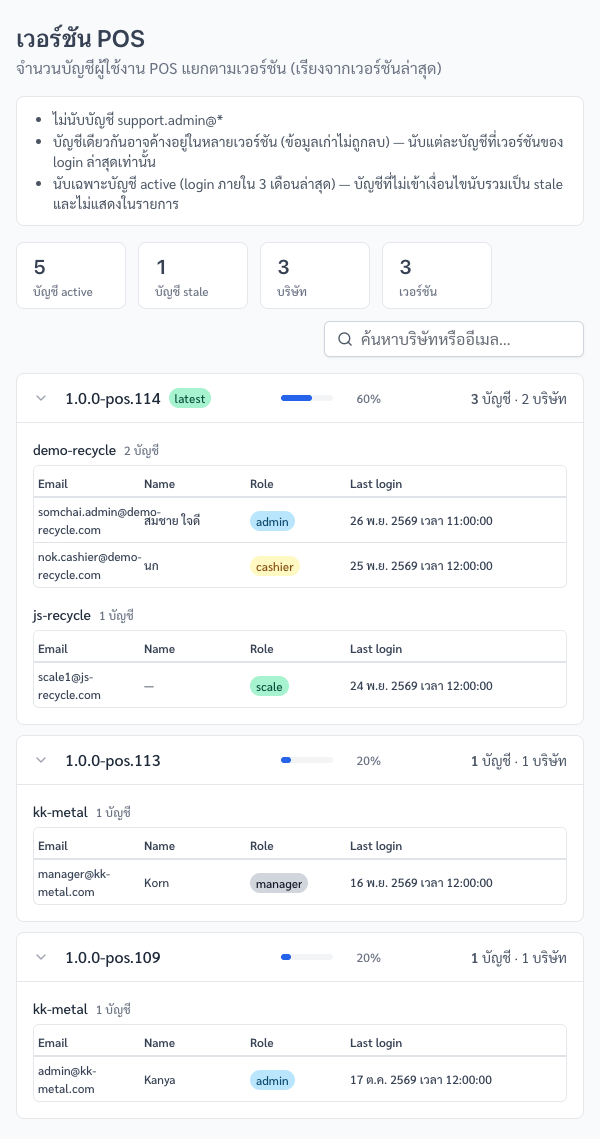 เวอร์ชัน POS
จำนวนบัญชีผู้ใช้งาน POS แยกตามเวอร์ชัน (เรียงจากเวอร์ชันล่าสุด)
ไม่นับบัญชี support.admin@*
บัญชีเดียวกันอาจค้างอยู่ในหลายเวอร์ชัน (ข้อมูลเก่าไม่ถูกลบ) — นับแต่ละบัญชีที่เวอร์ชันของ
login ล่าสุดเท่านั้น
นับเฉพาะบัญชี active (login ภายใน 3 เดือนล่าสุด) — บัญชีที่ไม่เข้าเงื่อนไขนับรวมเป็น stale
และไม่แสดงในรายการ
5 1 3 3
บัญชี active บัญชี stale บริษัท เวอร์ชัน
ค้นหาบริษัทหรืออีเมล...
1.0.0-pos.114 latest 60% 3 บัญชี · 2 บริษัท
demo-recycle 2 บัญชี
Email Name Role Last login
somchai.admin@demo-
recycle.com สมชาย ใจดี admin 26 พ.ย. 2569 เวลา 11:00:00
nok.cashier@demo-
recycle.com นก cashier 25 พ.ย. 2569 เวลา 12:00:00
js-recycle 1 บัญชี
Email Name Role Last login
scale1@js-
recycle.com — scale 24 พ.ย. 2569 เวลา 12:00:00
1.0.0-pos.113 20% 1 บัญชี · 1 บริษัท
kk-metal 1 บัญชี
Email Name Role Last login
manager@kk-
metal.com Korn manager 16 พ.ย. 2569 เวลา 12:00:00
1.0.0-pos.109 20% 1 บัญชี · 1 บริษัท
kk-metal 1 บัญชี
Email Name Role Last login
admin@kk-
metal.com Kanya admin 17 ต.ค. 2569 เวลา 12:00:00